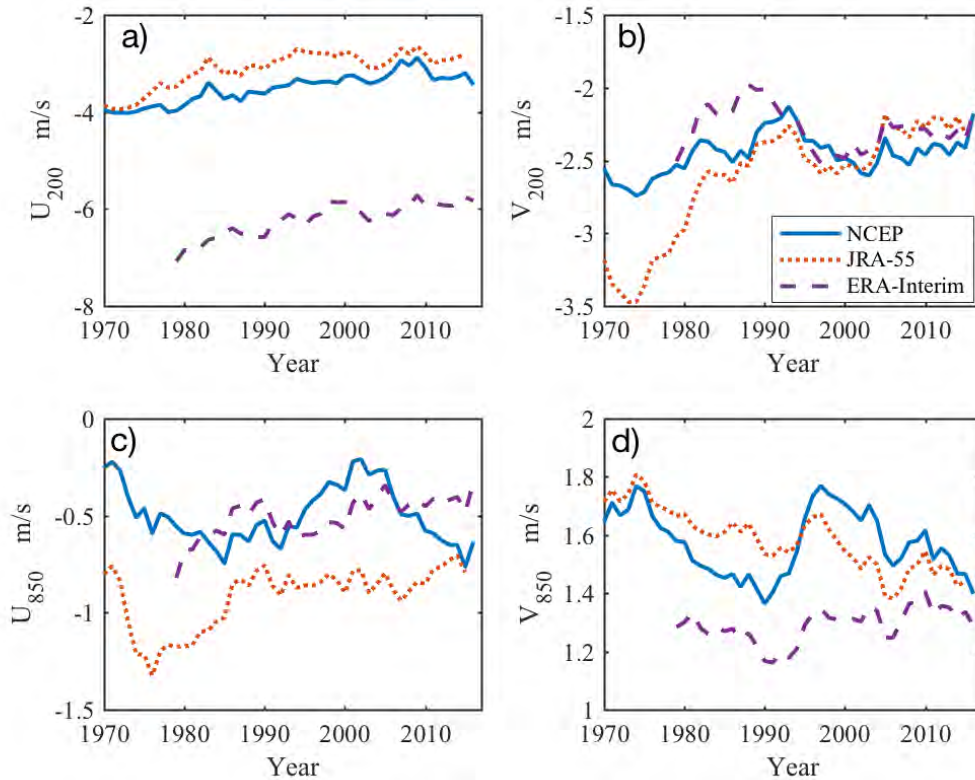 a)
-2
-4
-6
-8
U200 m/s
1970 1980 1990 2000 2010
Year
b)
-1.5
-2
-2.5
-3
-3.5
V200 m/s
NCEP
JRA-55
ERA-Interim
1970 1980 1990 2000 2010
Year
c)
0
-0.5
-1
-1.5
U850 m/s
1970 1980 1990 2000 2010
Year
d)
2
1.8
1.6
1.4
1.2
1
V850 m/s
1970 1980 1990 2000 2010
Year